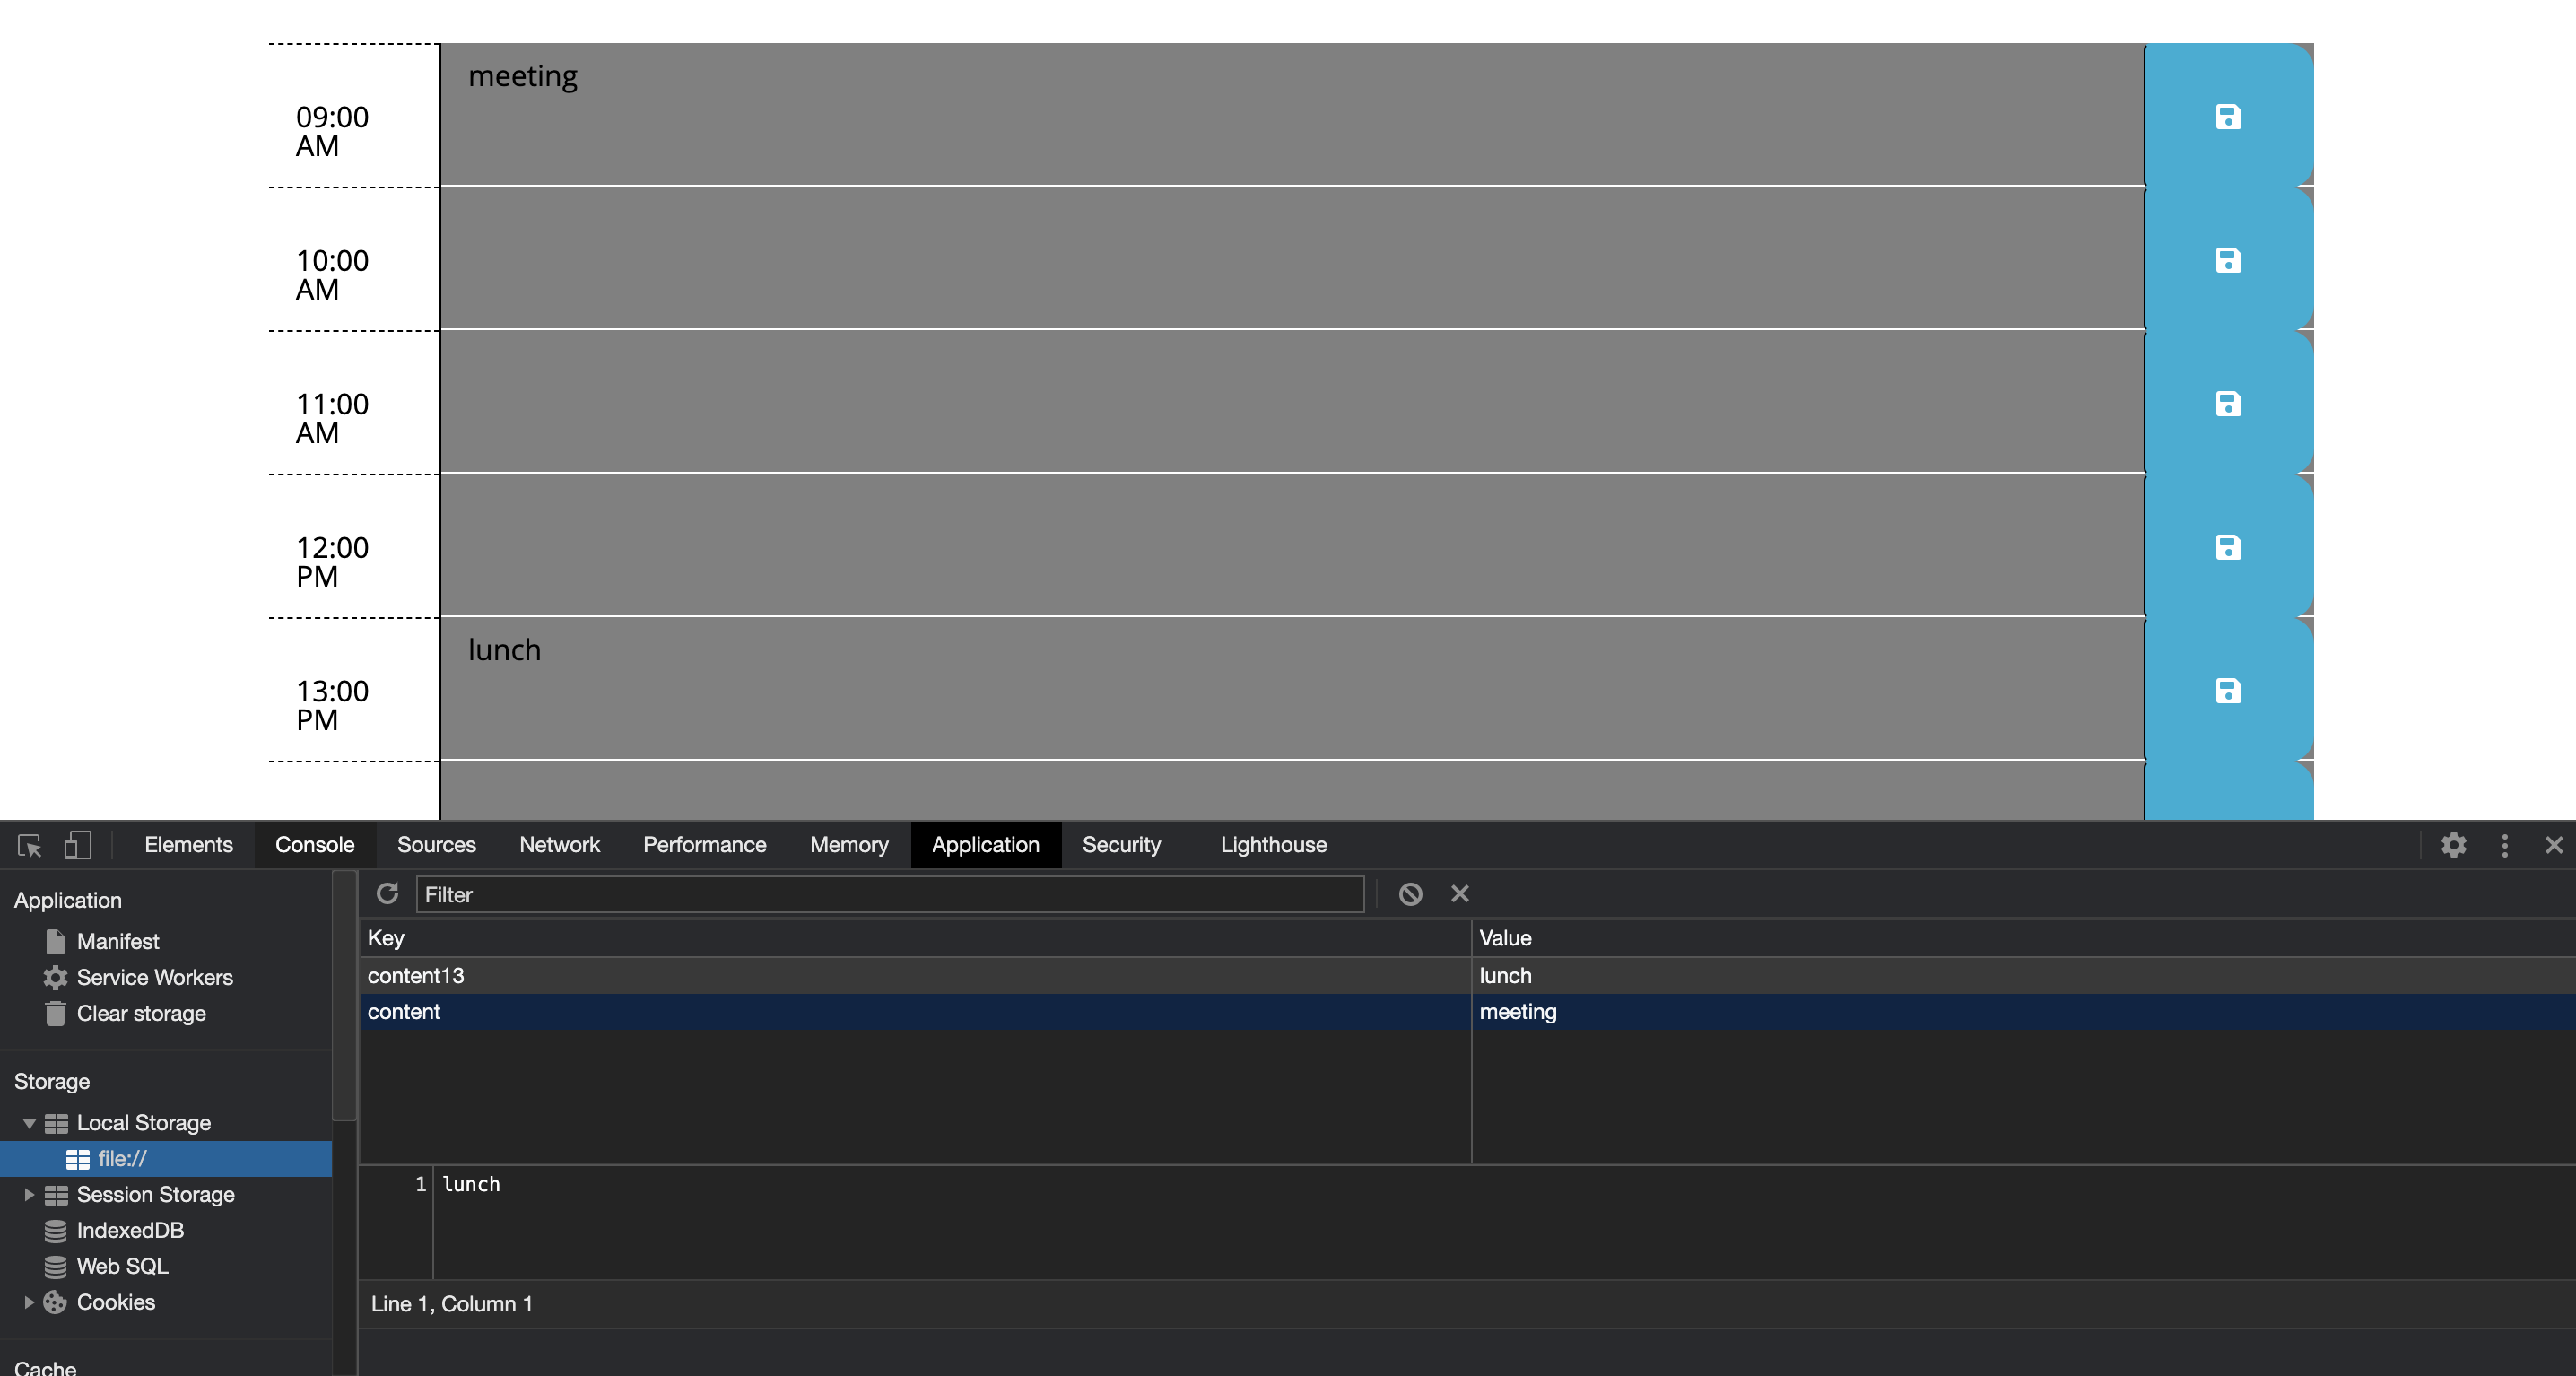 meeting
09:00
AM
10:00
AM
11:00
AM
12:00
PM
lunch
13:00
PM
Elements Console Sources Network Performance Memory Application Security Lighthouse
Application
Manifest
Service Workers
Clear storage
Storage
Local Storage
file://
Session Storage
IndexedDB
Web SQL
Cookies
Cache
Filter
Key Value
content13 lunch
content meeting
1 lunch
Line 1, Column 1